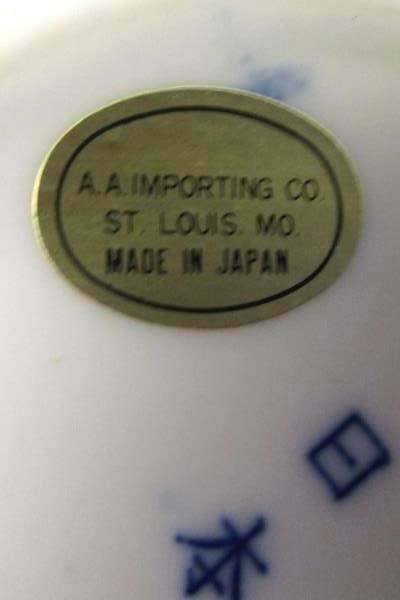 A.A.IMPORTING CO.
ST. LOUIS. MO.
MADE IN JAPAN
日本